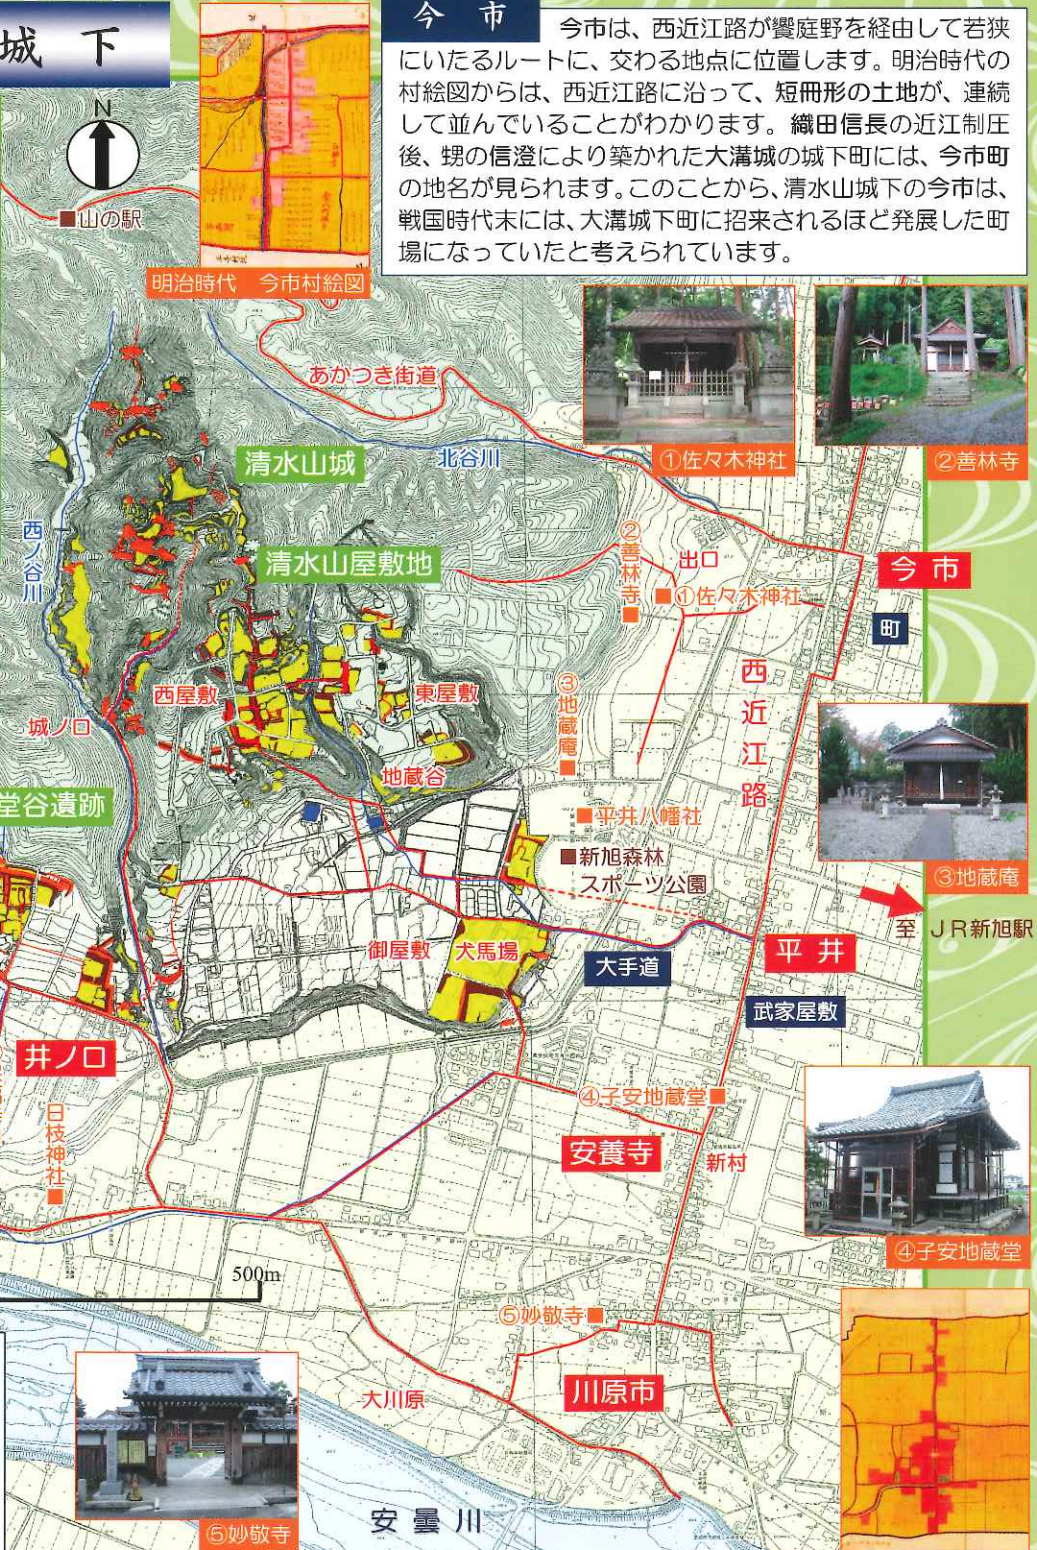 城下
今市
今市は、西近江路が饗庭野を経由して若狭
にいたるルートに、交わる地点に位置します。明治時代の
村絵図からは、西近江路に沿って、短冊形の土地が、連続
して並んでいることがわかります。織田信長の近江制圧
後、甥の信澄により築かれた大溝城の城下町には、今市町
の地名が見られます。このことから、清水山城下の今市は、
戦国時代末には、大溝城下町に招来されるほど発展した町
場になっていたと考えられています。
N
■山の駅
明治時代 今市村絵図
あかつき街道
①佐々木神社
②善林寺
清水山城
北谷川
西ノ谷川
清水山屋敷地
②善林寺■
出口
■①佐々木神社
今市
町
西屋敷
東屋敷
③地蔵庵■
西近江路
城ノ口
地蔵谷
堂谷遺跡
■平井八幡社
■新旭森林
スポーツ公園
③地蔵庵
至 JR新旭駅
御屋敷
犬馬場
大手道
平井
武家屋敷
井ノ口
④子安地蔵堂■
日枝神社■
安養寺
新村
④子安地蔵堂
500m
⑤妙敬寺■
大川原
川原市
安曇川
⑤妙敬寺